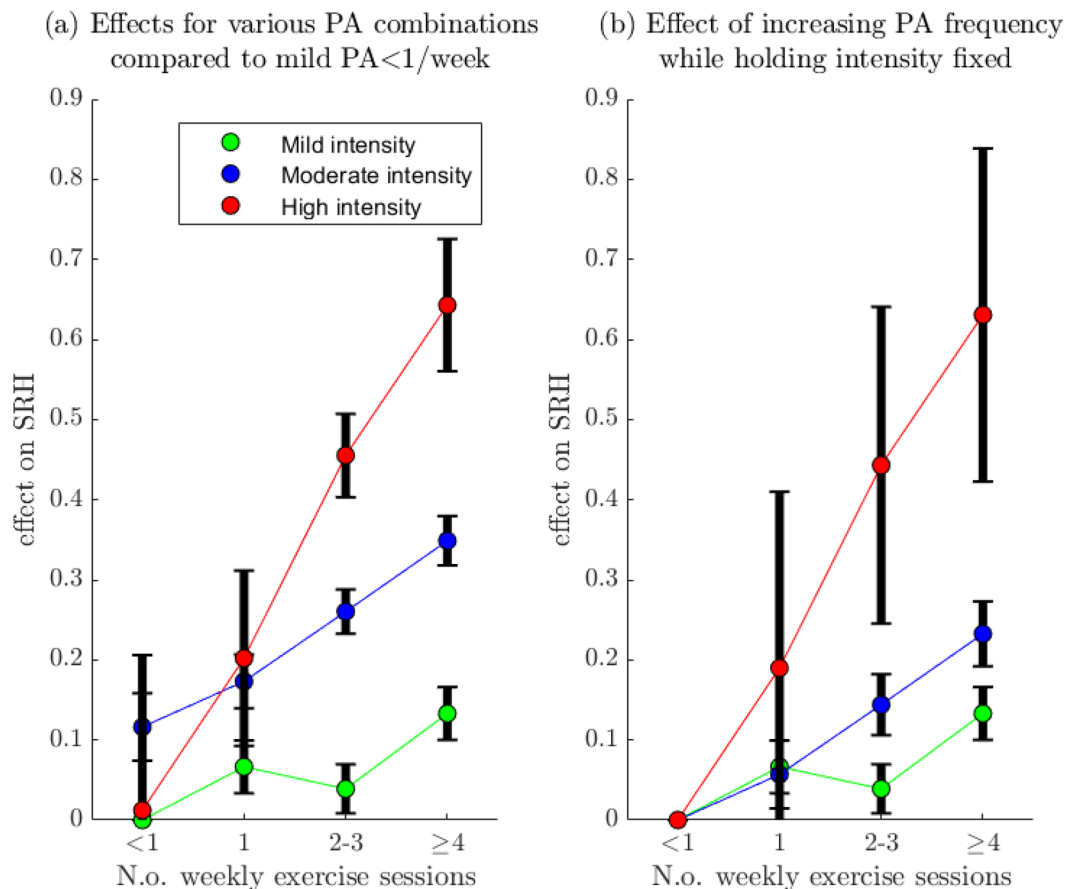 (a) Effects for various PA combinations
compared to mild PA<1/week
0.9
0.8
0.7
0.6
0.5
0.4
0.3
0.2
0.1
0
effect on SRH
Mild intensity
Moderate intensity
High intensity
<1
1
2-3
≥4
N.o. weekly exercise sessions
(b) Effect of increasing PA frequency
while holding intensity fixed
0.9
0.8
0.7
0.6
0.5
0.4
0.3
0.2
0.1
0
effect on SRH
<1
1
2-3
≥4
N.o. weekly exercise sessions